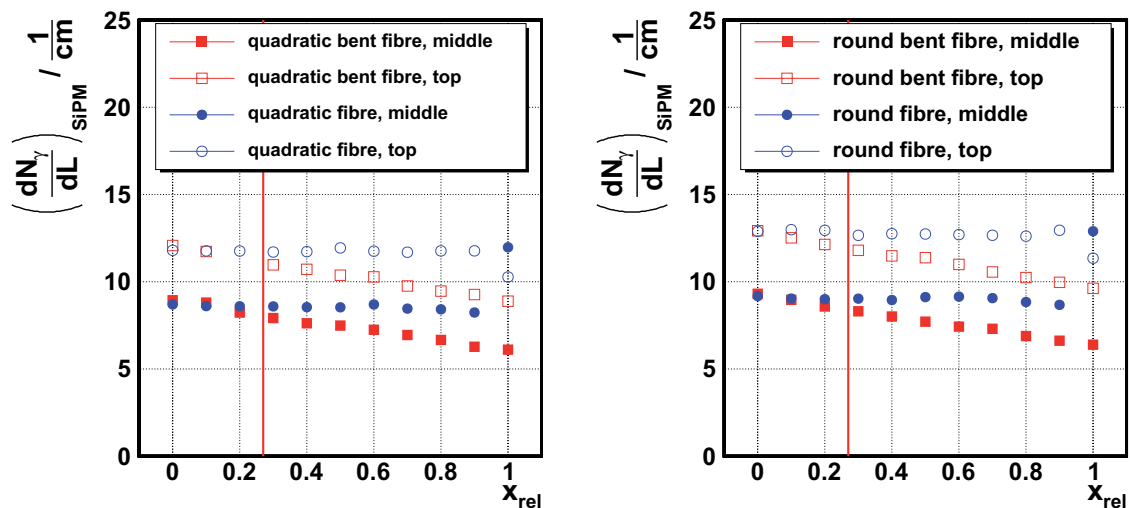 (dNγ/dL)SiPM / 1/cm
25
20
15
10
5
0
quadratic bent fibre, middle
quadratic bent fibre, top
quadratic fibre, middle
quadratic fibre, top
0 0.2 0.4 0.6 0.8 1
xrel
(dNγ/dL)SiPM / 1/cm
25
20
15
10
5
0
round bent fibre, middle
round bent fibre, top
round fibre, middle
round fibre, top
0 0.2 0.4 0.6 0.8 1
xrel